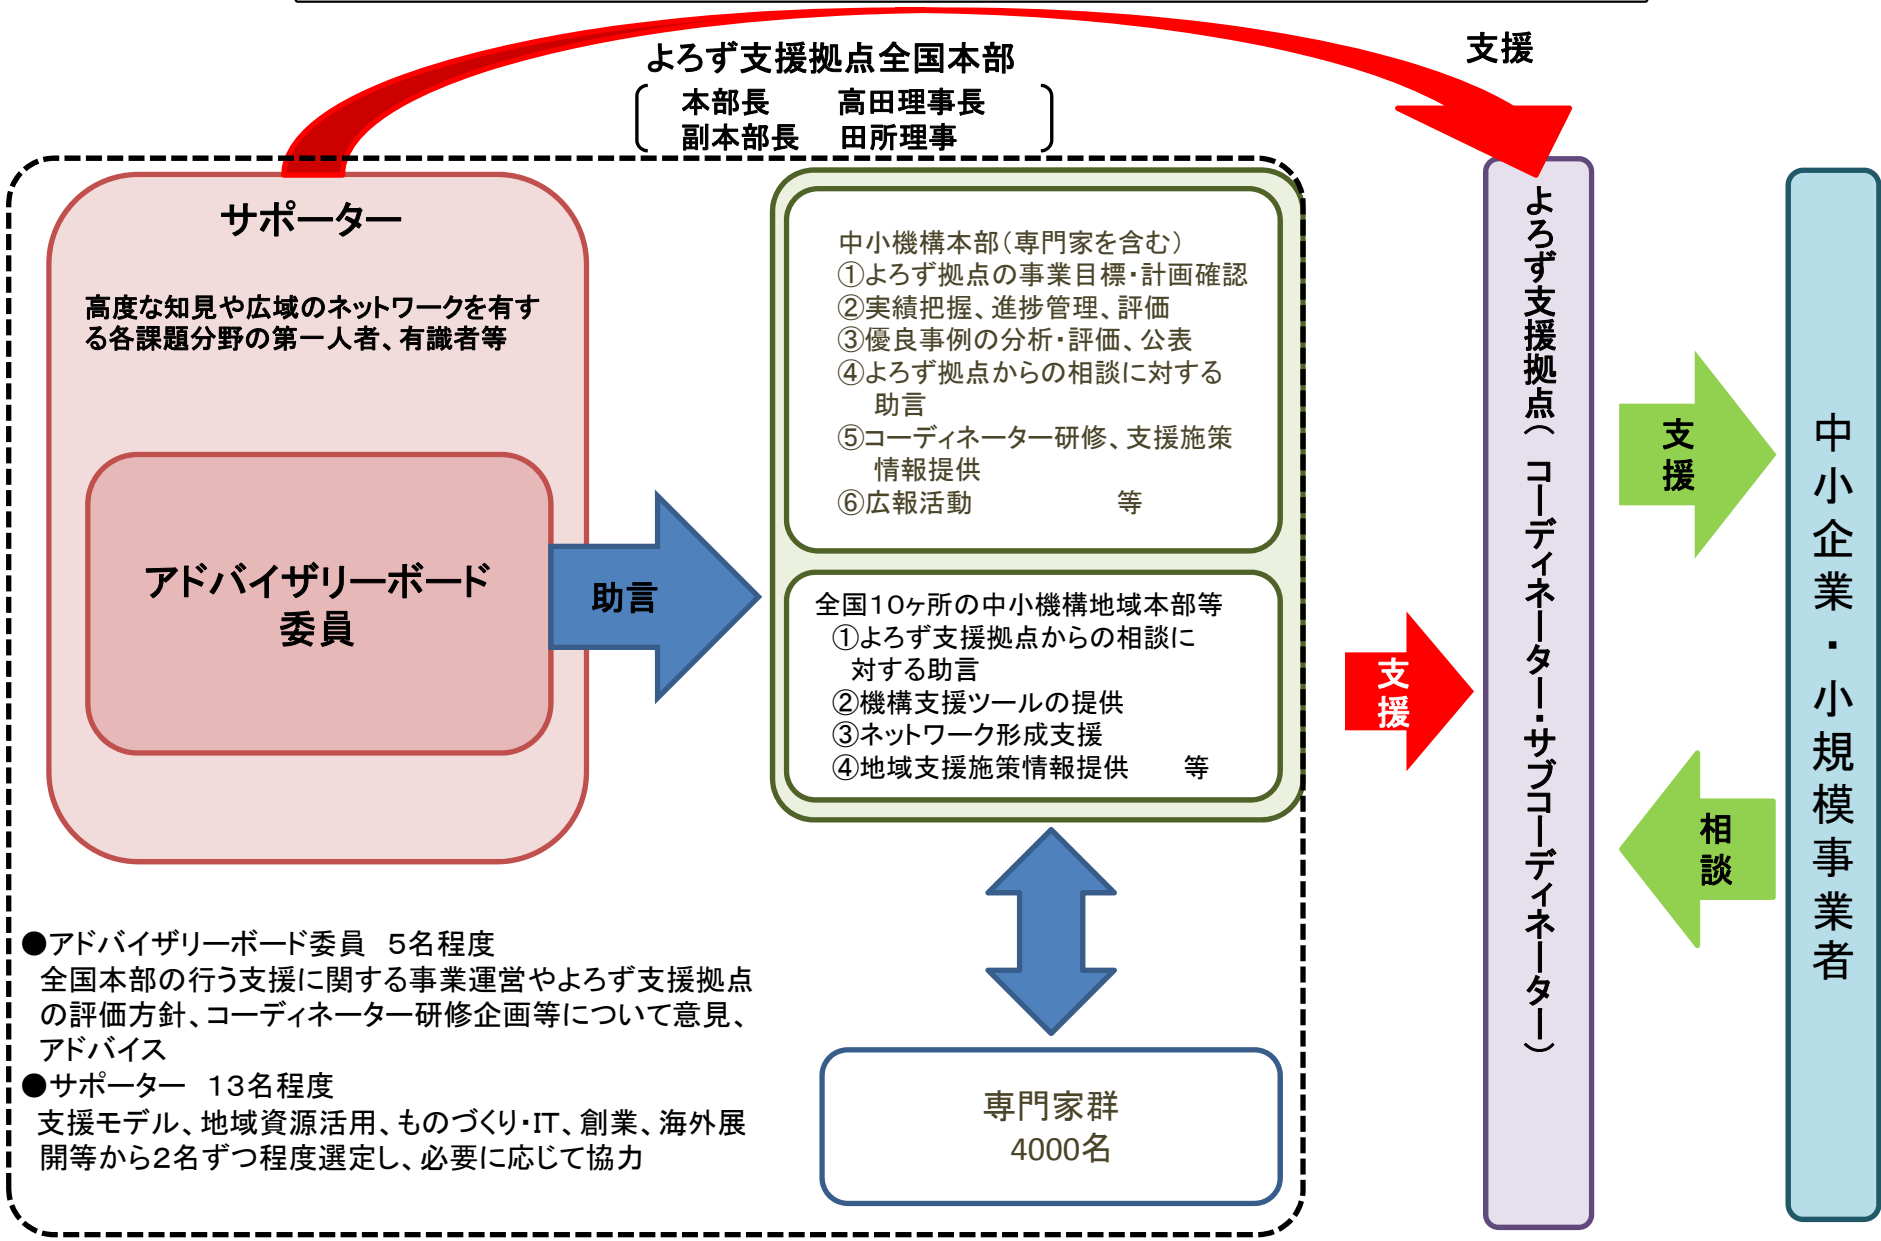 よろず支援拠点全国本部
本部長　　高田理事長
副本部長　田所理事
支援
サポーター
高度な知見や広域のネットワークを有す
る各課題分野の第一人者、有識者等
アドバイザリーボード
委員
助言
中小機構本部（専門家を含む）
①よろず拠点の事業目標・計画確認
②実績把握、進捗管理、評価
③優良事例の分析・評価、公表
④よろず拠点からの相談に対する
助言
⑤コーディネーター研修、支援施策
情報提供
⑥広報活動　　　　等
全国１０ヶ所の中小機構地域本部等
①よろず支援拠点からの相談に
対する助言
②機構支援ツールの提供
③ネットワーク形成支援
④地域支援施策情報提供　　等
専門家群
4000名
●アドバイザリーボード委員　５名程度
全国本部の行う支援に関する事業運営やよろず支援拠点
の評価方針、コーディネーター研修企画等について意見、
アドバイス
●サポーター　１３名程度
支援モデル、地域資源活用、ものづくり・IT、創業、海外展
開等から２名ずつ程度選定し、必要に応じて協力
支援
よろず支援拠点（コーディネーター・サブコーディネーター）
支援
相談
中小企業・小規模事業者